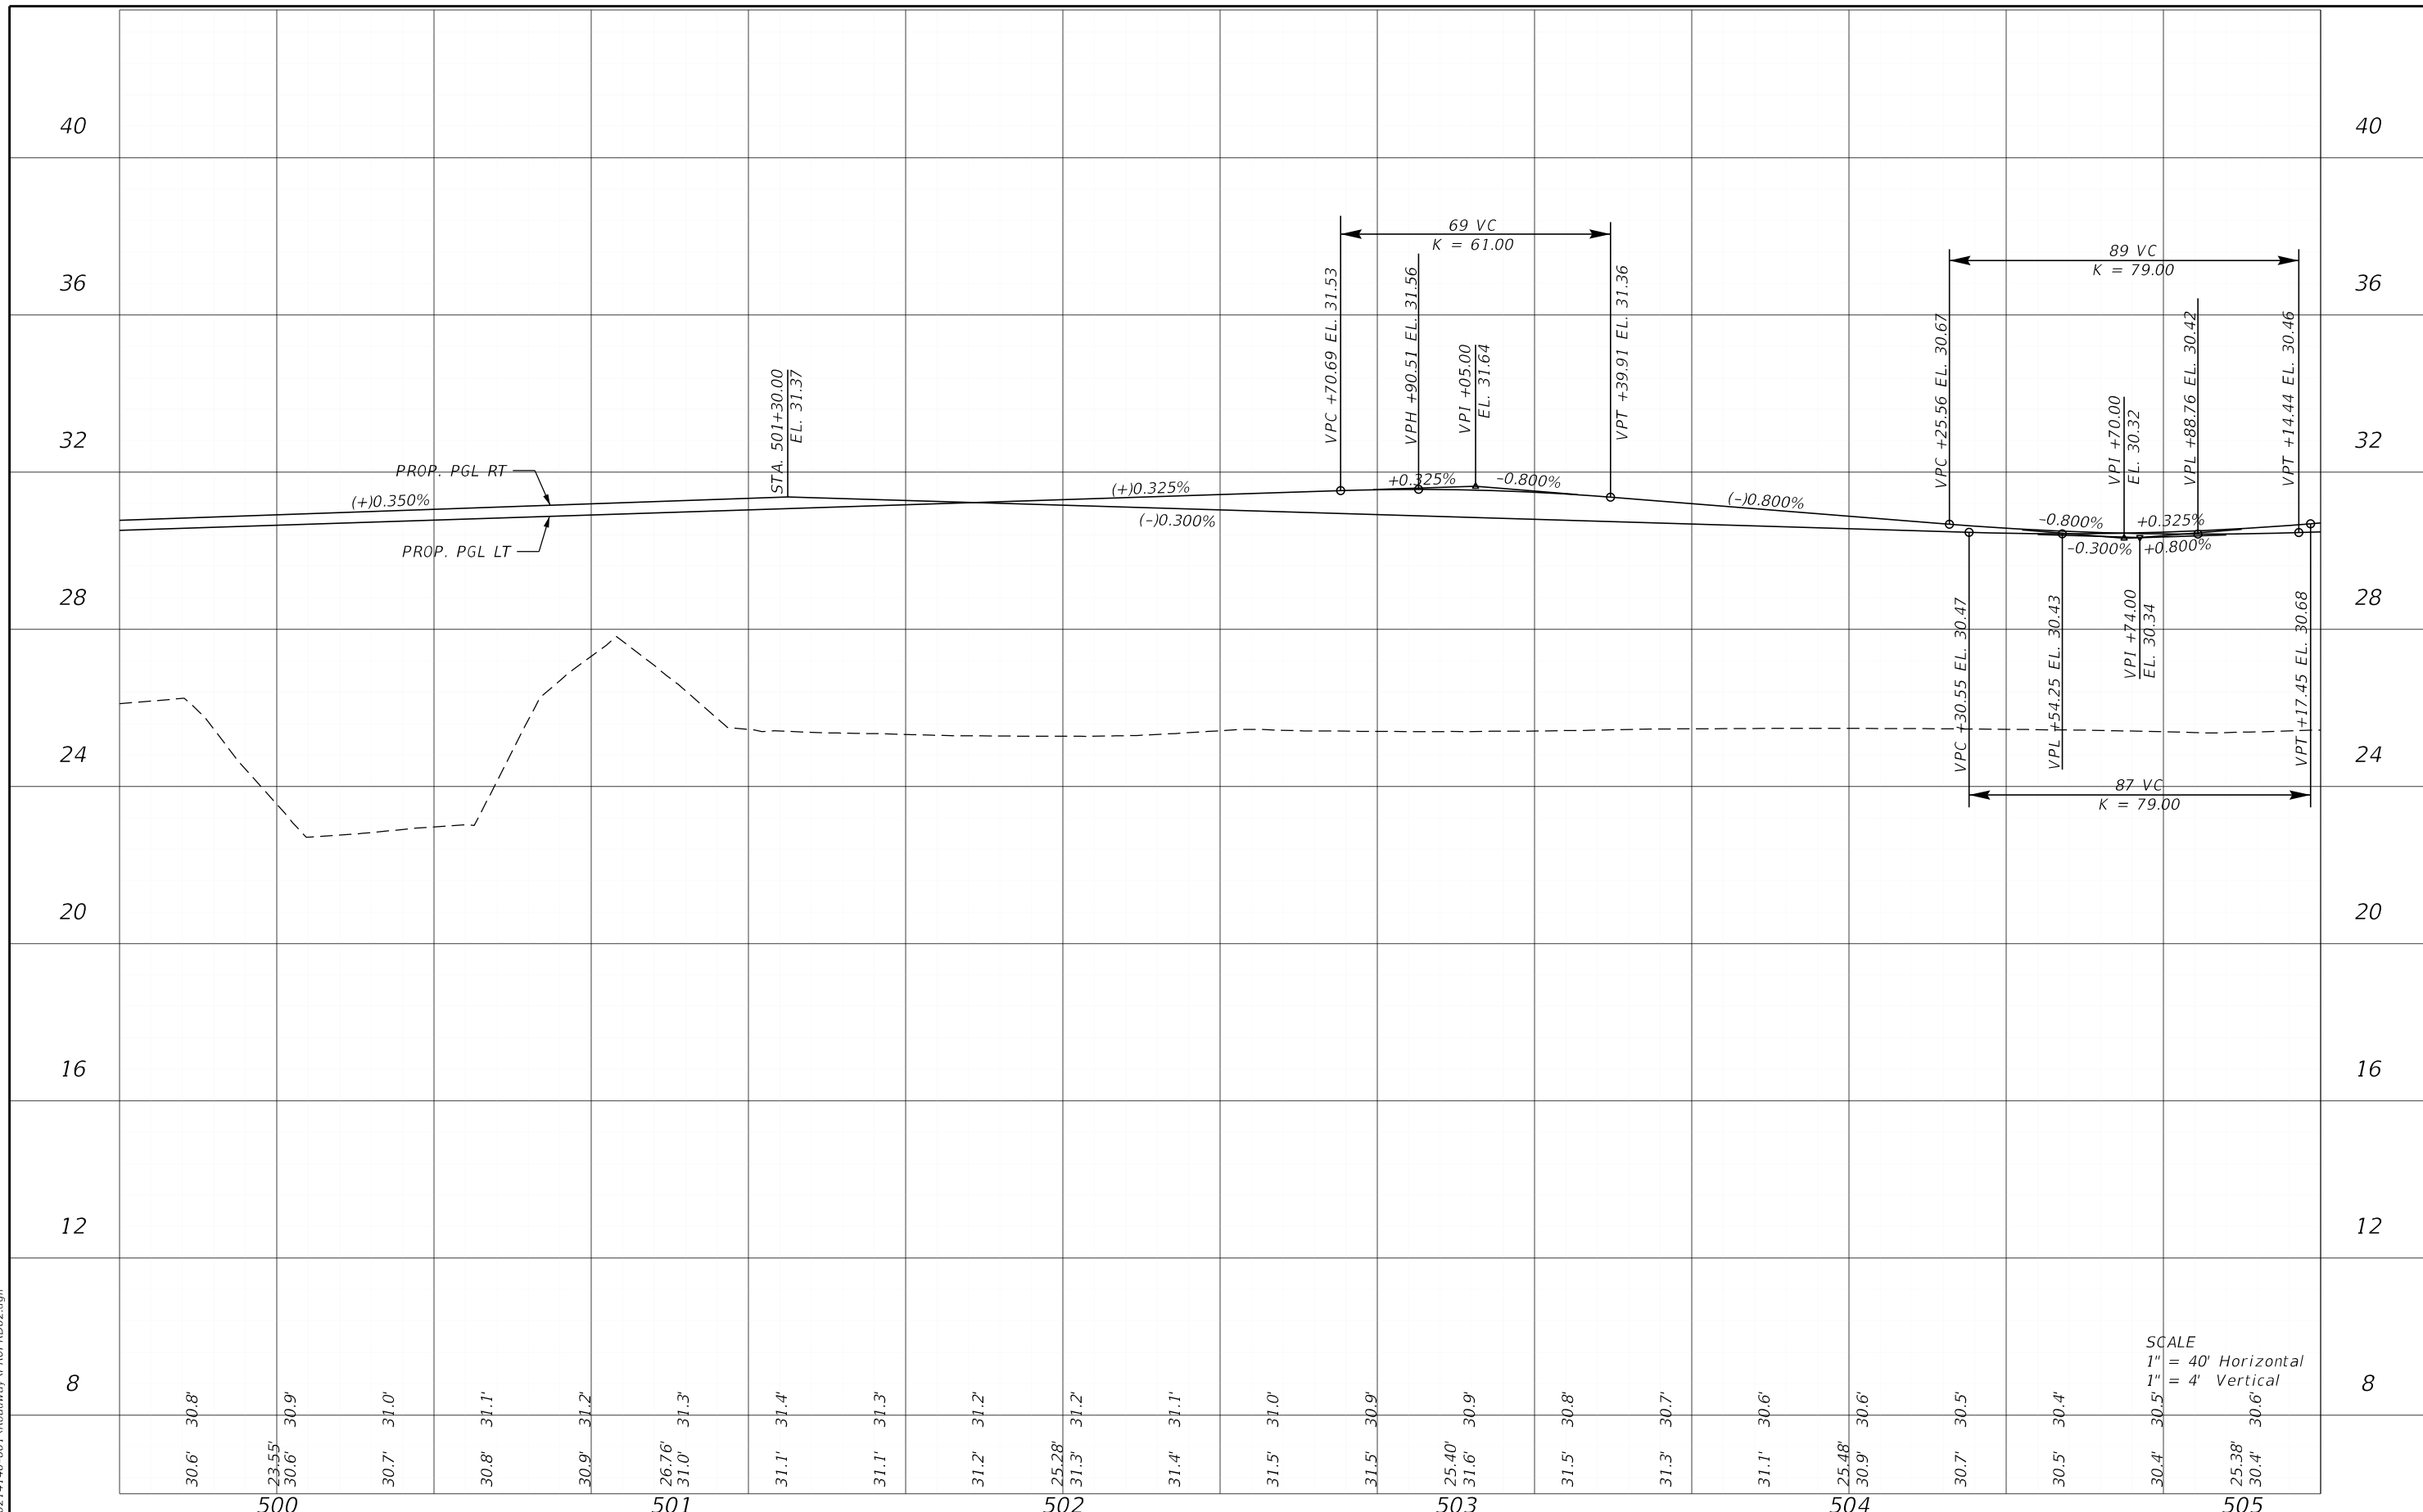 40
40
36
36
32
32
28
28
24
24
20
20
16
16
12
12
8
8
69 VC
K = 61.00
VPC +70.69 EL. 31.53
VPH +90.51 EL. 31.56
VPI +05.00
EL. 31.64
VPT +39.91 EL. 31.36
89 VC
K = 79.00
VPC +25.56 EL. 30.67
VPI +70.00
EL. 30.32
VPL +88.76 EL. 30.42
VPT +14.44 EL. 30.46
STA. 501+30.00
EL. 31.37
PROP. PGL RT
(+)0.350%
PROP. PGL LT
(+)0.325%
(-)0.300%
+0.325%
-0.800%
(-)0.800%
-0.800%
+0.325%
-0.300%
+0.800%
VPC +30.55 EL. 30.47
VPL +54.25 EL. 30.43
VPI +74.00
EL. 30.34
VPT +17.45 EL. 30.68
87 VC
K = 79.00
SCALE
1" = 40' Horizontal
1" = 4' Vertical
30.8' 30.9' 31.0' 31.1' 31.2' 31.3' 31.4' 31.3' 31.2' 31.2' 31.1' 31.0' 30.9' 30.9' 30.8' 30.7' 30.6' 30.6' 30.5' 30.4' 30.5' 30.6'
30.6' 23.55' 30.6' 30.7' 30.8' 30.9' 26.76' 31.0' 31.1' 31.1' 31.2' 25.28' 31.3' 31.4' 31.5' 31.5' 25.40' 31.6' 31.5' 31.3' 31.1' 25.48' 30.9' 30.7' 30.5' 30.4' 25.38' 30.4'
500 501 502 503 504 505